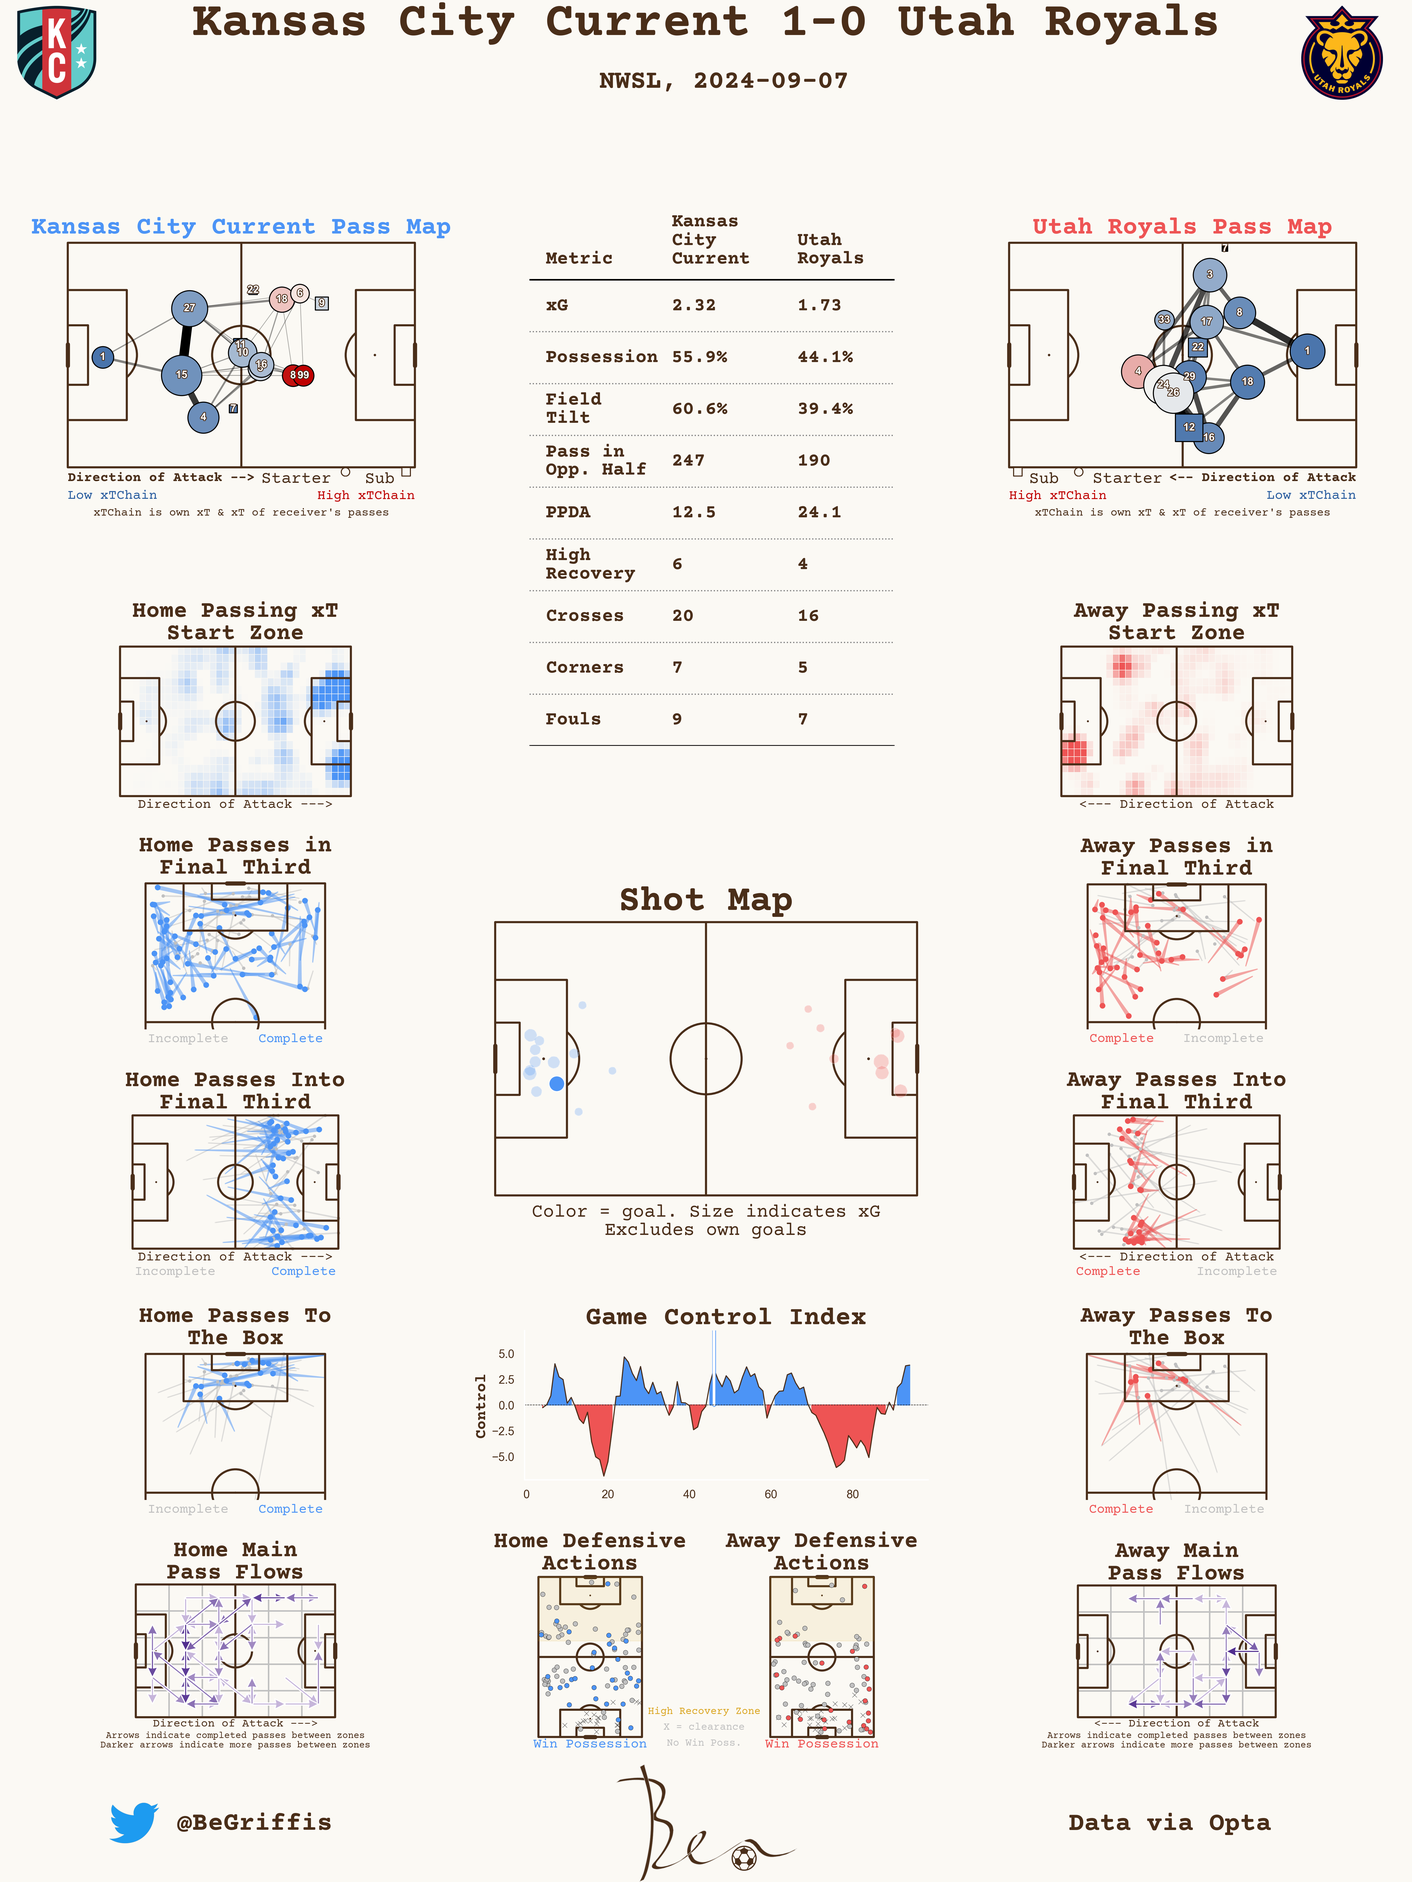 Kansas City Current 1-0 Utah Royals
NWSL, 2024-09-07
KC
UTAH ROYALS
Kansas City Current Pass Map
1
27
15
4
7
22
11
10
16
18
6
9
8
99
Direction of Attack --> Starter Sub
Low xTChain High xTChain
xTChain is own xT & xT of receiver's passes
Metric Kansas City Current Utah Royals
xG 2.32 1.73
Possession 55.9% 44.1%
Field Tilt 60.6% 39.4%
Pass in Opp. Half 247 190
PPDA 12.5 24.1
High Recovery 6 4
Crosses 20 16
Corners 7 5
Fouls 9 7
Utah Royals Pass Map
7
3
33
17
8
22
1
4
24
26
29
18
12
16
Sub Starter <-- Direction of Attack
High xTChain Low xTChain
xTChain is own xT & xT of receiver's passes
Home Passing xT
Start Zone
Direction of Attack --->
Away Passing xT
Start Zone
<--- Direction of Attack
Home Passes in
Final Third
Incomplete Complete
Away Passes in
Final Third
Complete Incomplete
Shot Map
Color = goal. Size indicates xG
Excludes own goals
Home Passes Into
Final Third
Direction of Attack --->
Incomplete Complete
Away Passes Into
Final Third
<--- Direction of Attack
Complete Incomplete
Game Control Index
Control
5.0
2.5
0.0
−2.5
−5.0
0 20 40 60 80
Home Passes To
The Box
Incomplete Complete
Away Passes To
The Box
Complete Incomplete
Home Main
Pass Flows
Direction of Attack --->
Arrows indicate completed passes between zones
Darker arrows indicate more passes between zones
Home Defensive
Actions
Win Possession
High Recovery Zone
X = clearance
No Win Poss.
Away Defensive
Actions
Win Possession
Away Main
Pass Flows
<--- Direction of Attack
Arrows indicate completed passes between zones
Darker arrows indicate more passes between zones
@BeGriffis
Ben
Data via Opta